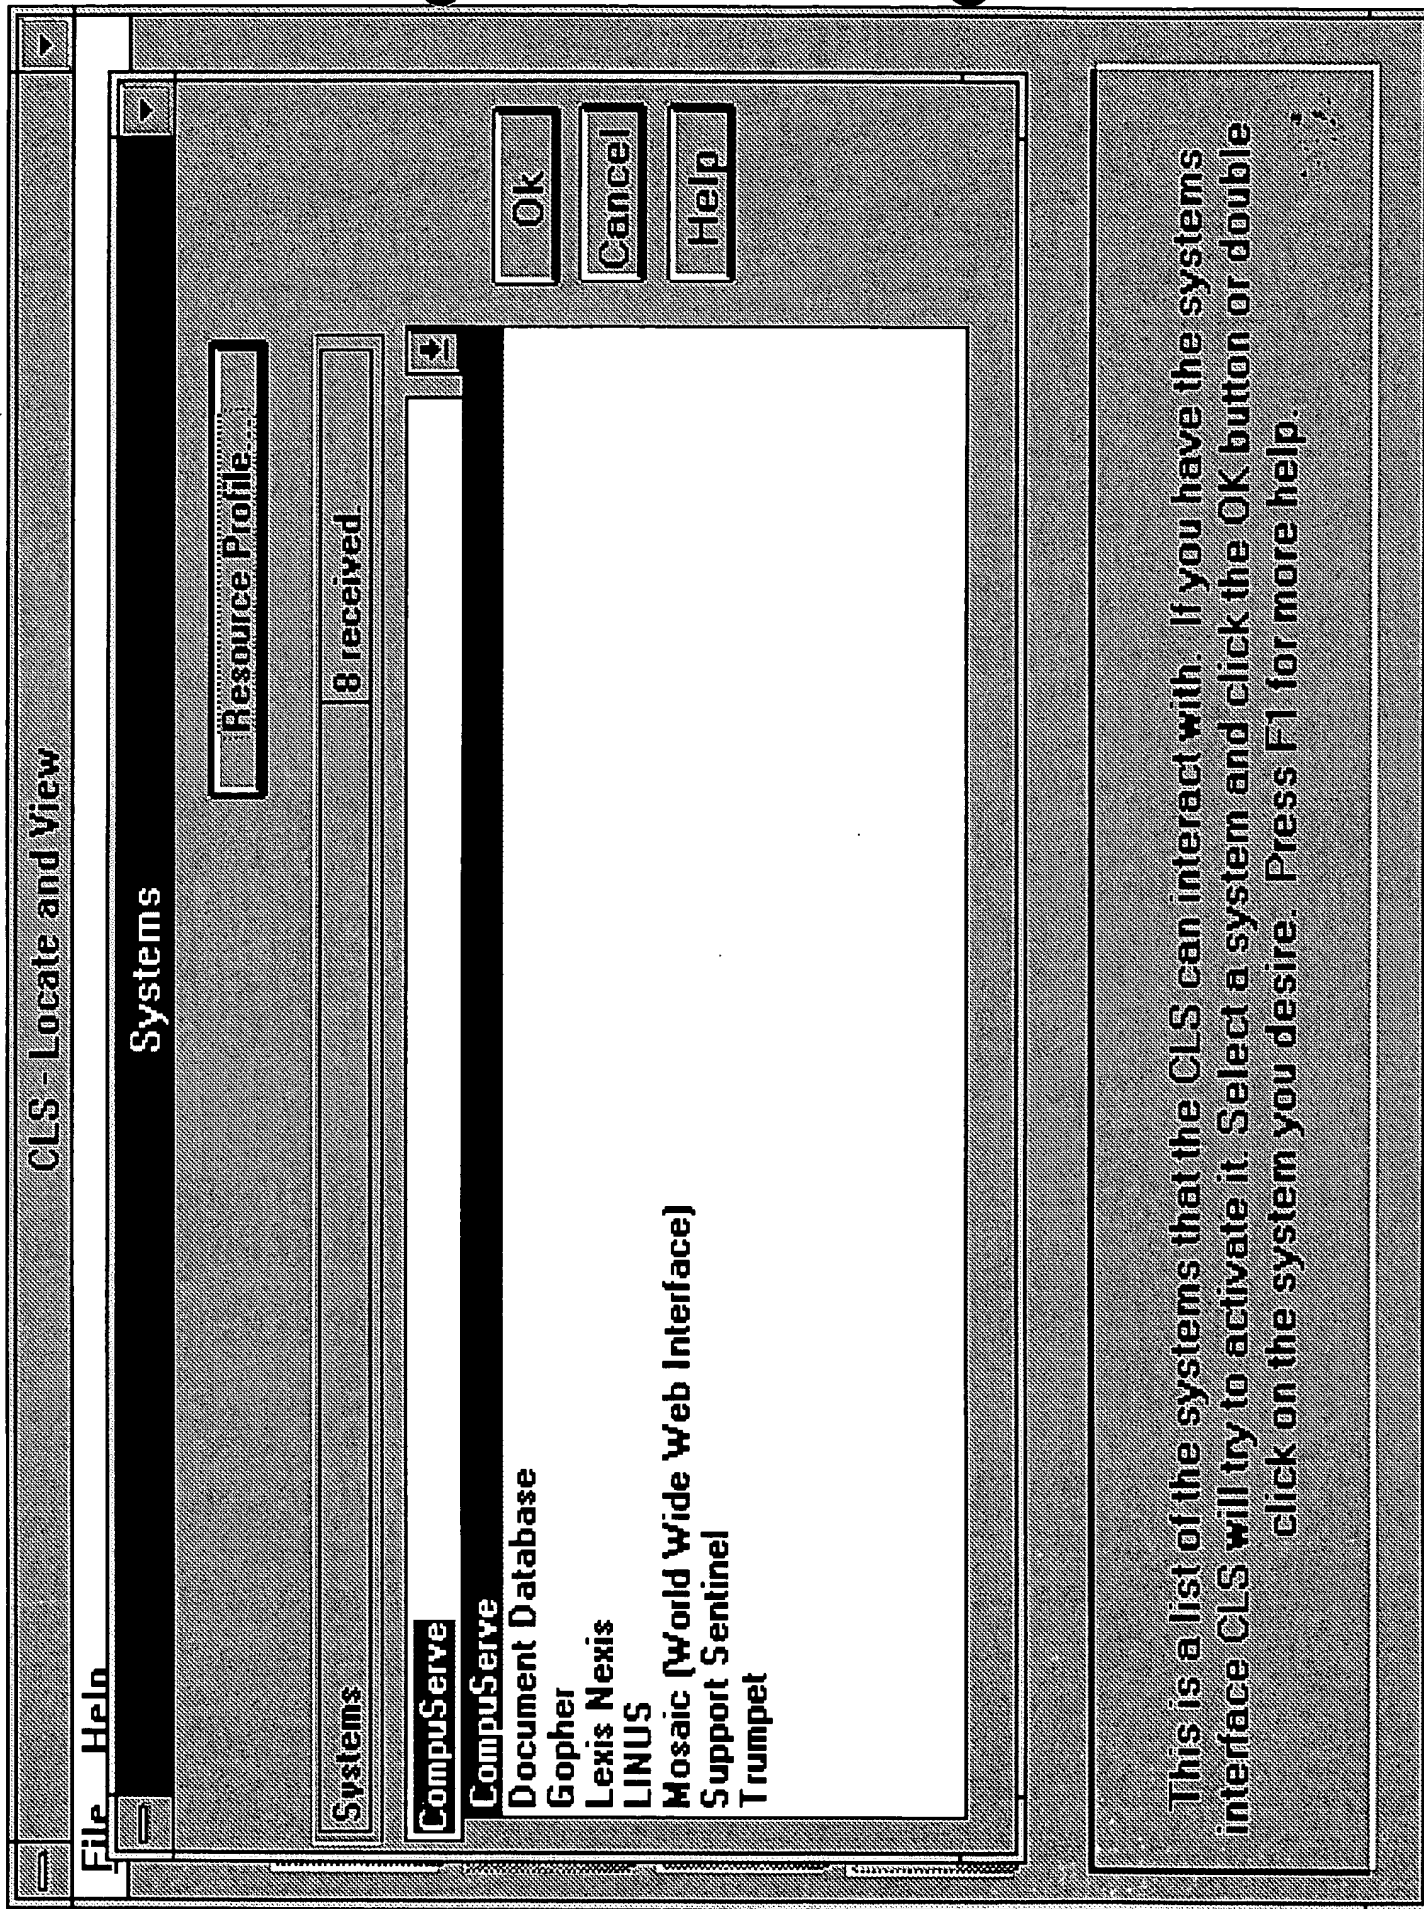 CLS - Locate and View
File Help
Systems
Resource Profile...
Systems 8 received.
CompuServe
CompuServe
Document Database
Gopher
Lexis Nexis
LINUS
Mosaic (World Wide Web Interface)
Support Sentinel
Trumpet
Ok
Cancel
Help
This is a list of the systems that the CLS can interact with. If you have the systems
interface CLS will try to activate it. Select a system and click the OK button or double
click on the system you desire. Press F1 for more help.